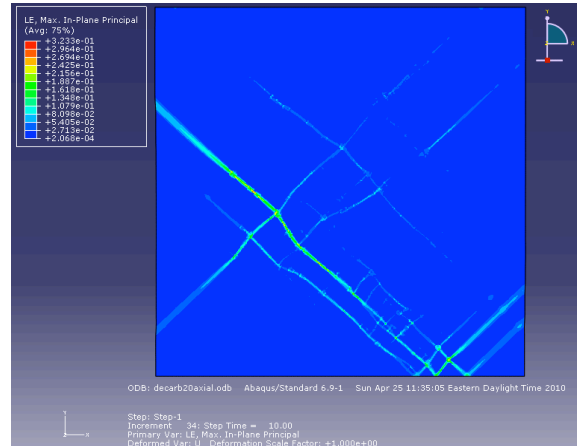 LE, Max. In-Plane Principal
(Avg: 75%)
+3.233e-01
+2.964e-01
+2.694e-01
+2.425e-01
+2.156e-01
+1.887e-01
+1.618e-01
+1.348e-01
+1.079e-01
+8.098e-02
+5.405e-02
+2.713e-02
+2.068e-04
Y
X
Z
ODB: decarb20axial.odb Abaqus/Standard 6.9-1 Sun Apr 25 11:35:05 Eastern Daylight Time 2010
Y
Z X
Step: Step-1
Increment 34: Step Time = 10.00
Primary Var: LE, Max. In-Plane Principal
Deformed Var: U Deformation Scale Factor: +1.000e+00